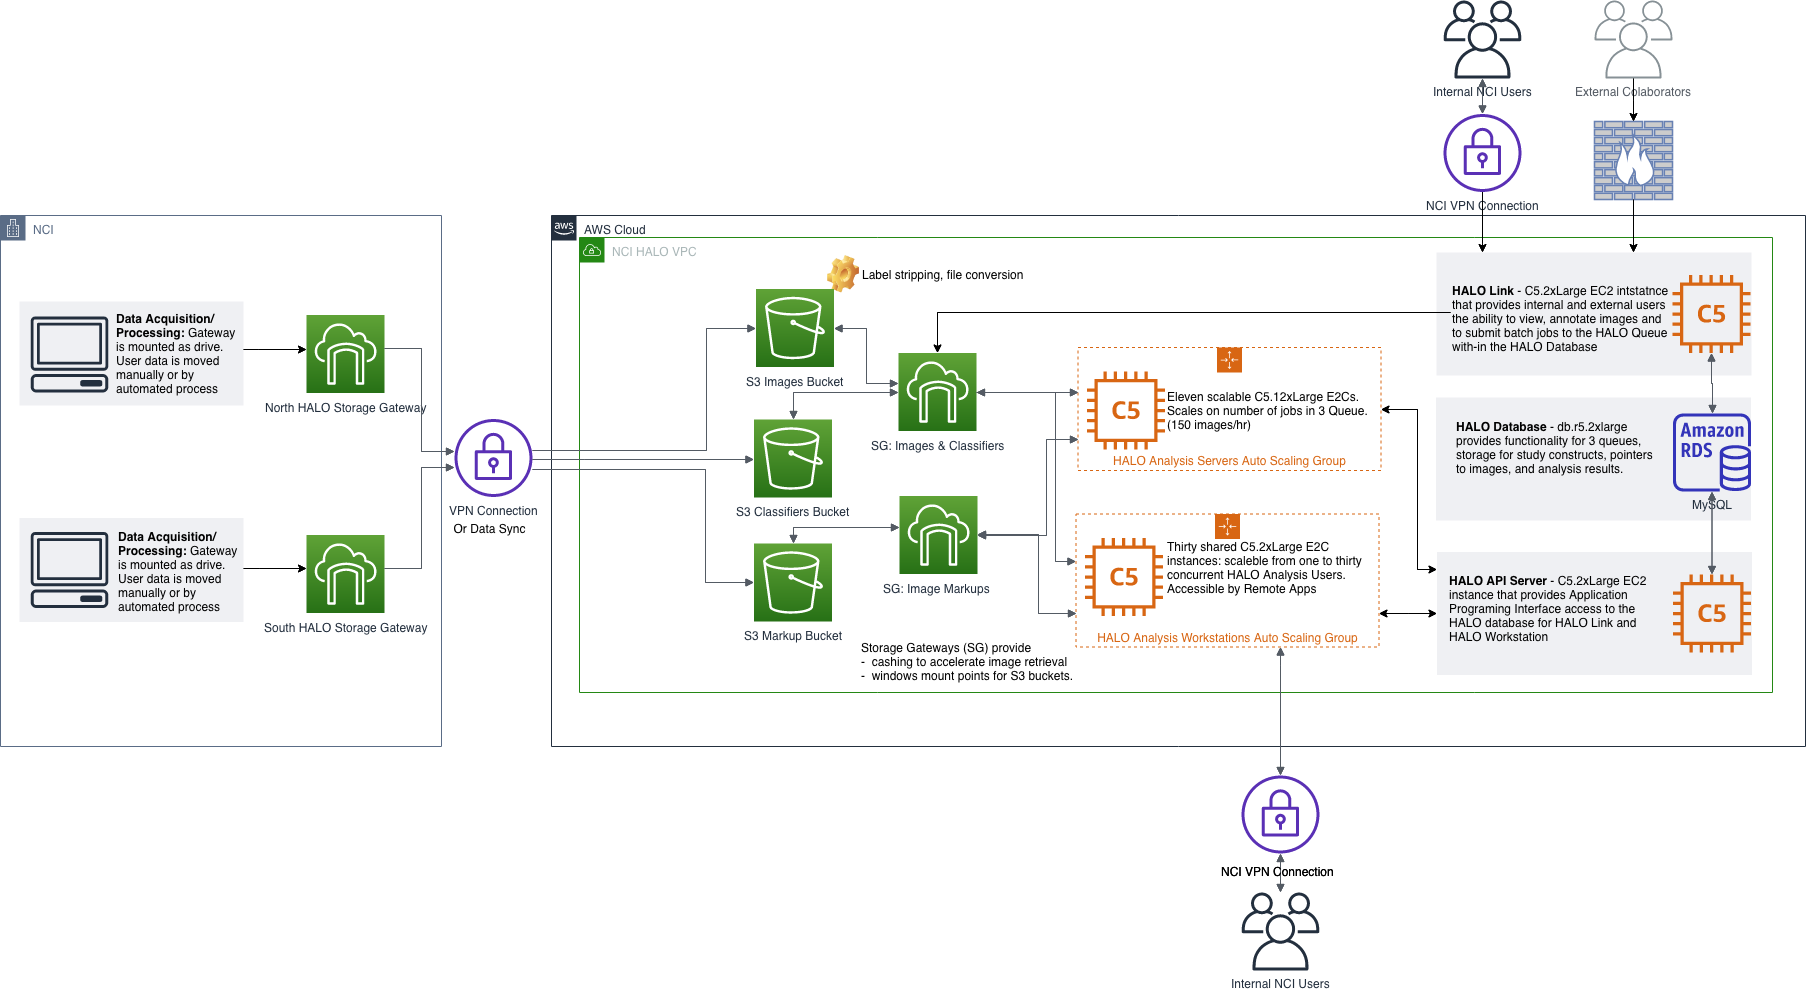 Internal NCI Users
External Colaborators
NCI VPN Connection
NCI
aws
AWS Cloud
NCI HALO VPC
Data Acquisition/
Processing: Gateway
is mounted as drive.
User data is moved
manually or by
automated process
North HALO Storage Gateway
Data Acquisition/
Processing: Gateway
is mounted as drive.
User data is moved
manually or by
automated process
South HALO Storage Gateway
VPN Connection
Or Data Sync
Label stripping, file conversion
S3 Images Bucket
S3 Classifiers Bucket
S3 Markup Bucket
SG: Images & Classifiers
SG: Image Markups
Storage Gateways (SG) provide
- cashing to accelerate image retrieval
- windows mount points for S3 buckets.
C5
Eleven scalable C5.12xLarge E2Cs.
Scales on number of jobs in 3 Queue.
(150 images/hr)
HALO Analysis Servers Auto Scaling Group
C5
Thirty shared C5.2xLarge E2C
instances: scaleble from one to thirty
concurrent HALO Analysis Users.
Accessible by Remote Apps
HALO Analysis Workstations Auto Scaling Group
HALO Link - C5.2xLarge EC2 intstatnce
that provides internal and external users
the ability to view, annotate images and
to submit batch jobs to the HALO Queue
with-in the HALO Database
C5
HALO Database - db.r5.2xlarge
provides functionality for 3 queues,
storage for study constructs, pointers
to images, and analysis results.
Amazon
RDS
MySQL
HALO API Server - C5.2xLarge EC2
instance that provides Application
Programing Interface access to the
HALO database for HALO Link and
HALO Workstation
C5
NCI VPN Connection
Internal NCI Users